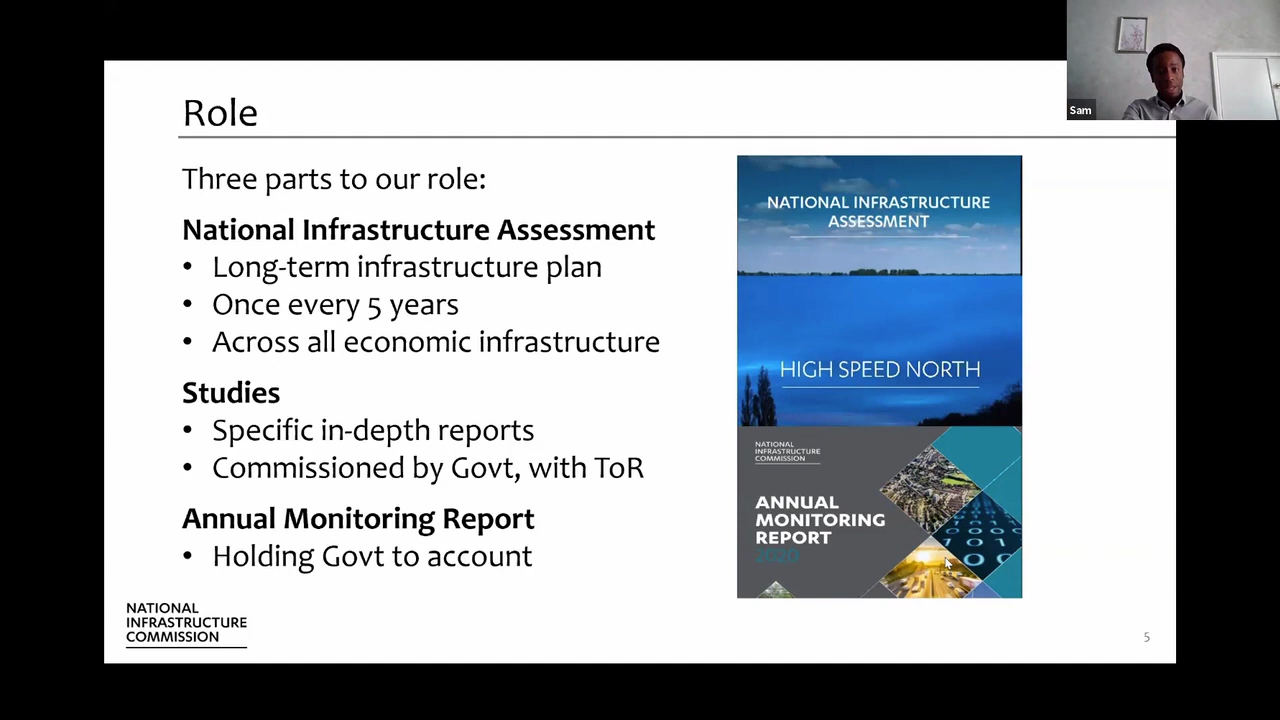 Role
Three parts to our role:
National Infrastructure Assessment
• Long-term infrastructure plan
• Once every 5 years
• Across all economic infrastructure
Studies
• Specific in-depth reports
• Commissioned by Govt, with ToR
Annual Monitoring Report
• Holding Govt to account
NATIONAL INFRASTRUCTURE
ASSESSMENT
HIGH SPEED NORTH
NATIONAL
INFRASTRUCTURE
COMMISSION
ANNUAL
MONITORING
REPORT
2020
NATIONAL
INFRASTRUCTURE
COMMISSION
5
Sam